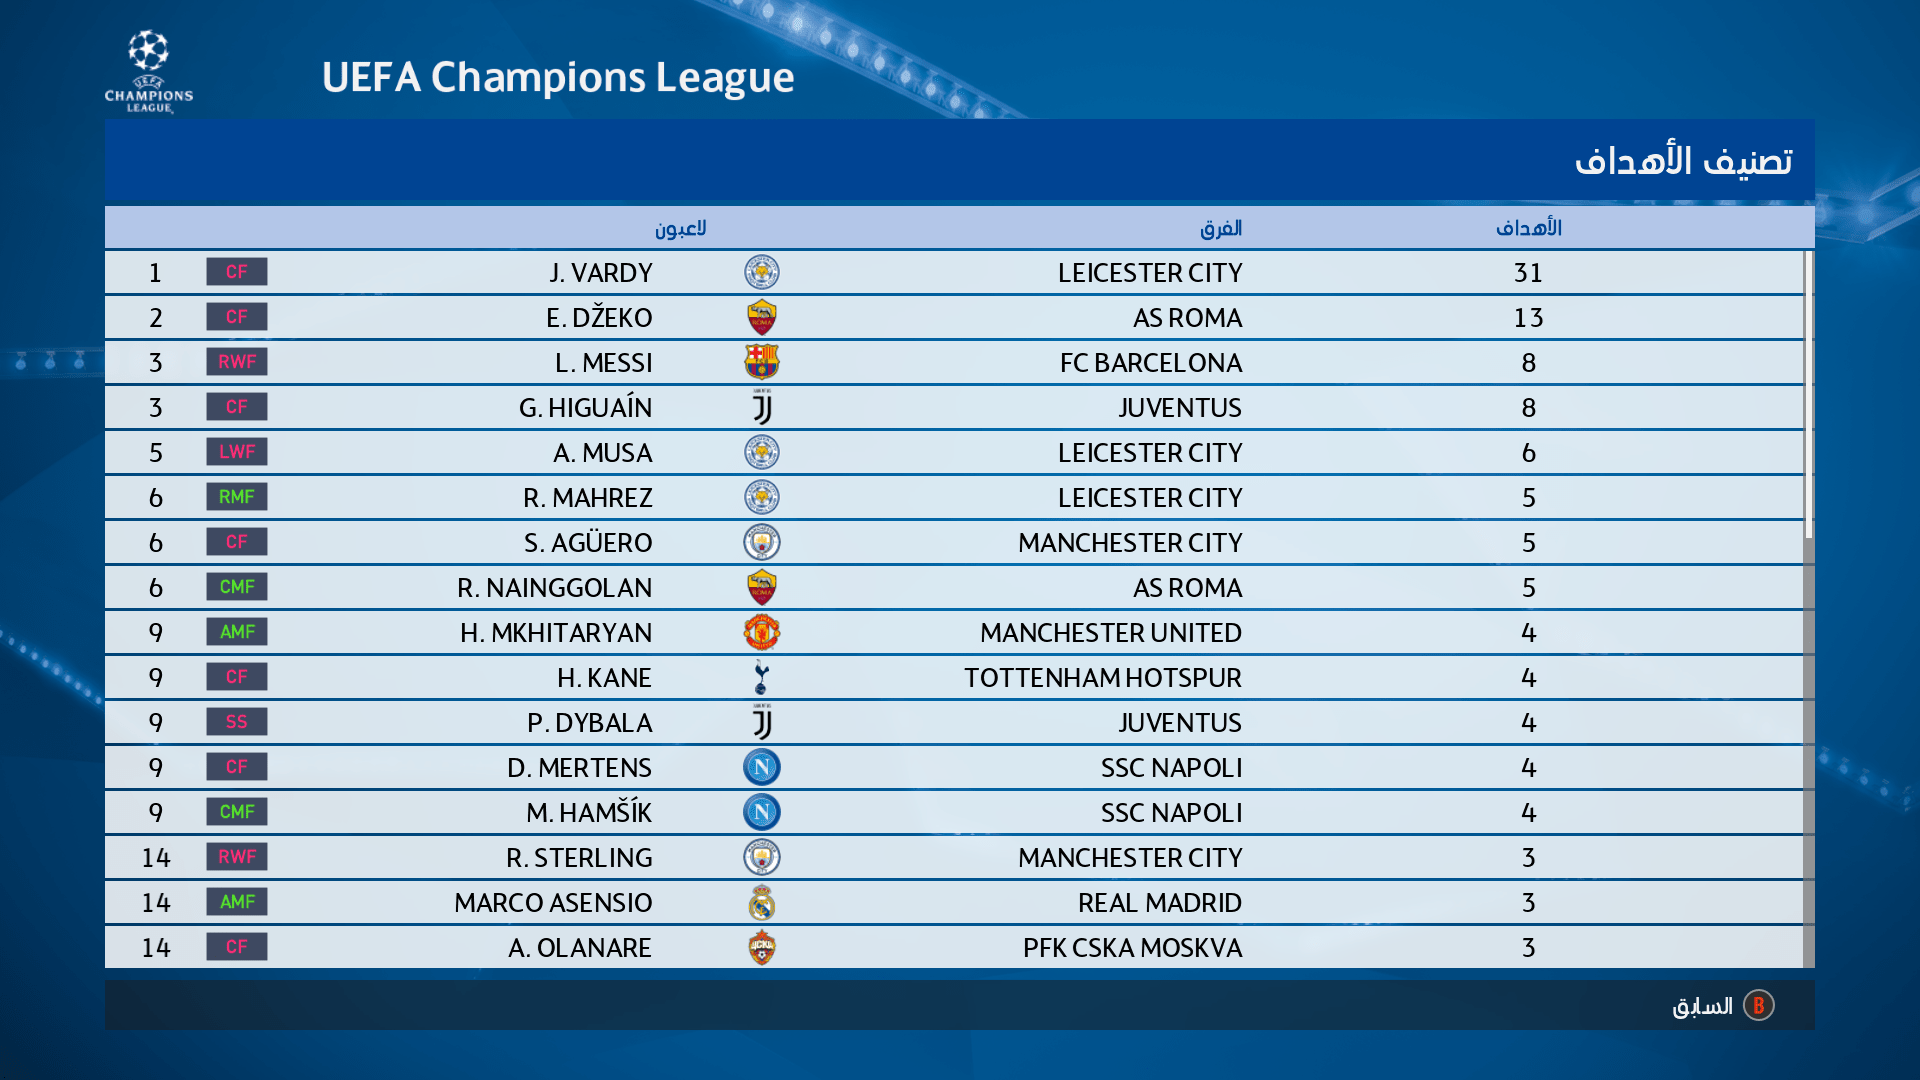 UEFA CHAMPIONS LEAGUE
UEFA Champions League
تصنيف الأهداف
لاعبون الفرق الأهداف
1 CF J. VARDY LEICESTER CITY 31
2 CF E. DŽEKO AS ROMA 13
3 RWF L. MESSI FC BARCELONA 8
3 CF G. HIGUAÍN JUVENTUS 8
5 LWF A. MUSA LEICESTER CITY 6
6 RMF R. MAHREZ LEICESTER CITY 5
6 CF S. AGÜERO MANCHESTER CITY 5
6 CMF R. NAINGGOLAN AS ROMA 5
9 AMF H. MKHITARYAN MANCHESTER UNITED 4
9 CF H. KANE TOTTENHAM HOTSPUR 4
9 SS P. DYBALA JUVENTUS 4
9 CF D. MERTENS SSC NAPOLI 4
9 CMF M. HAMŠÍK SSC NAPOLI 4
14 RWF R. STERLING MANCHESTER CITY 3
14 AMF MARCO ASENSIO REAL MADRID 3
14 CF A. OLANARE PFK CSKA MOSKVA 3
B السابق